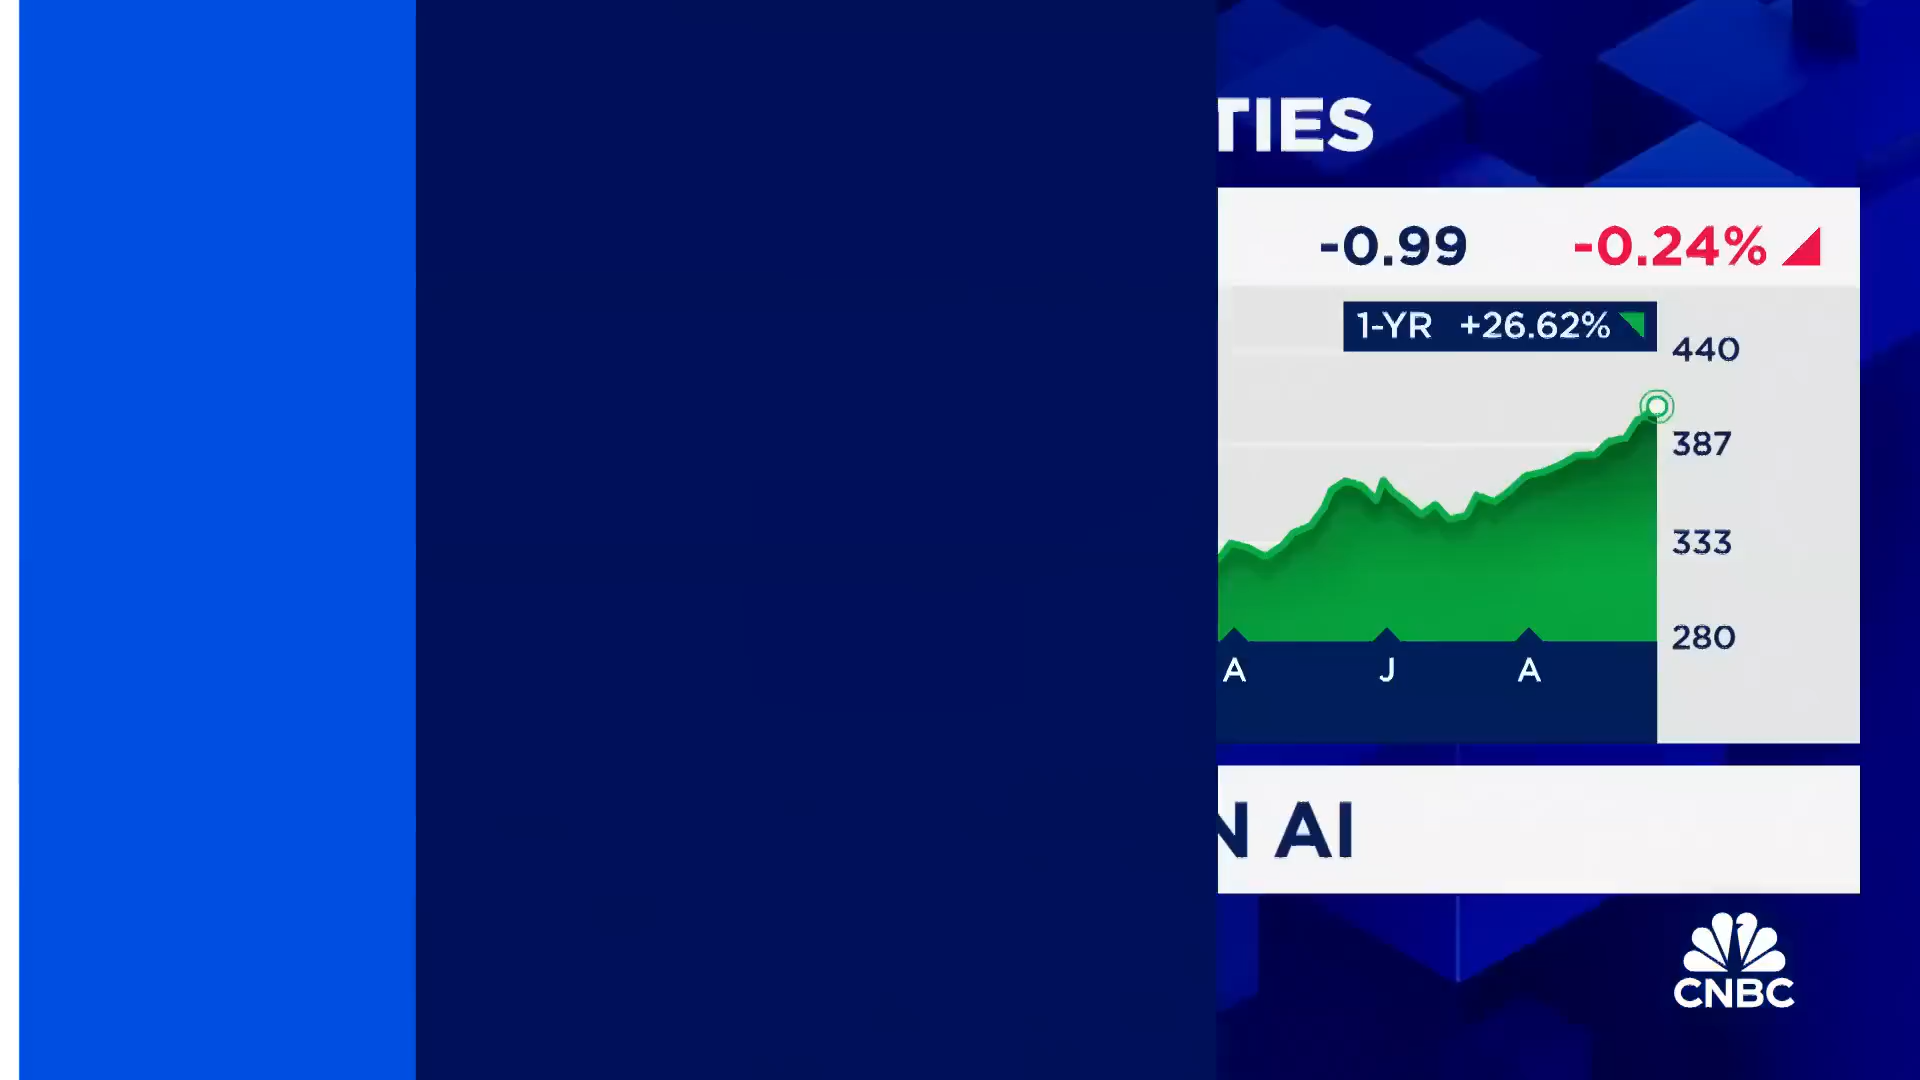 TIES
-0.99 -0.24%
1-YR +26.62%
440
387
333
280
A J A
N AI
CNBC